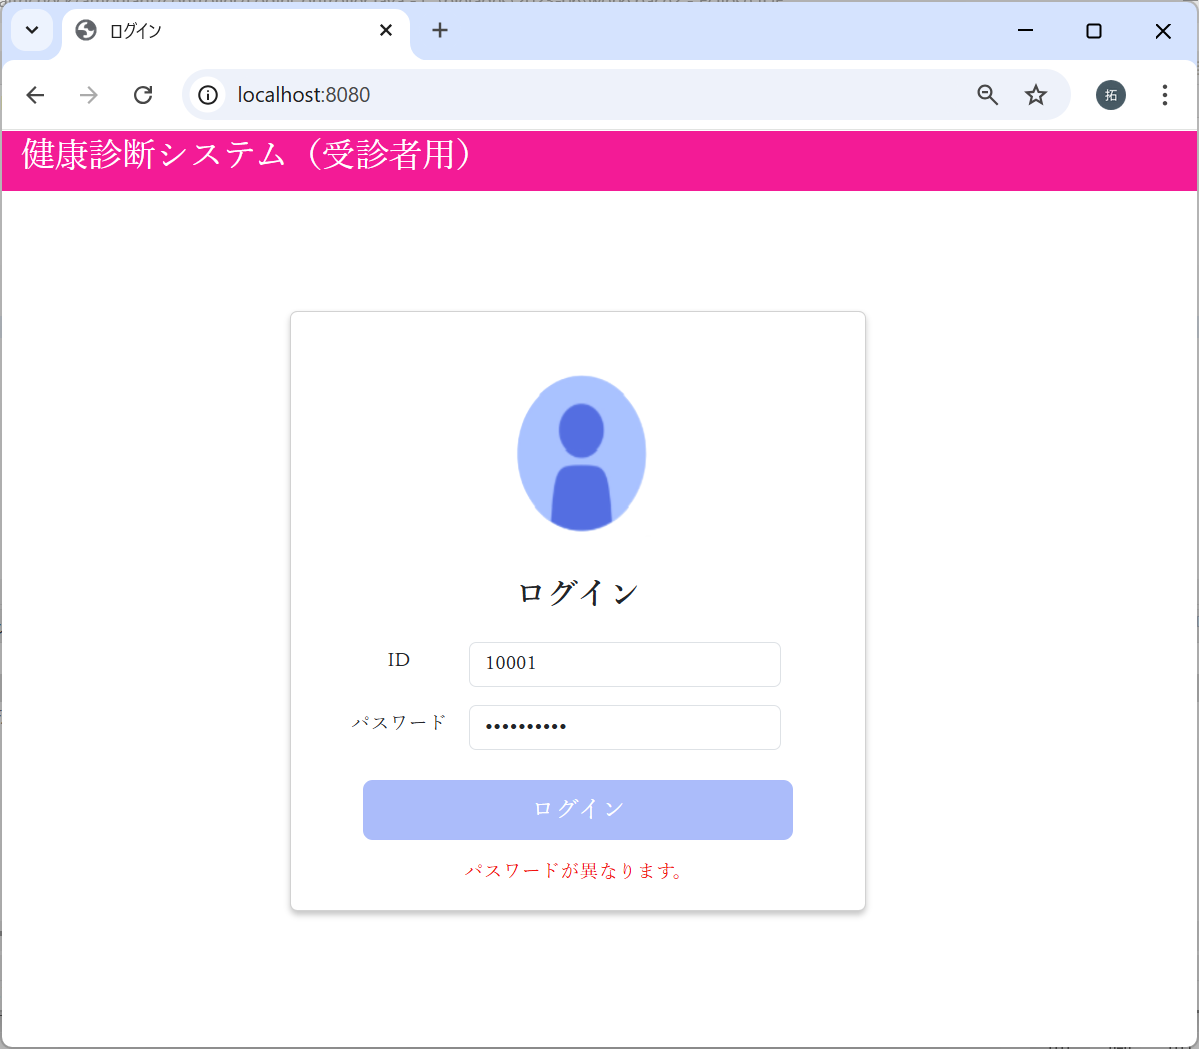 ログイン
localhost:8080
拓
健康診断システム（受診者用）
ログイン
ID
10001
パスワード
••••••••••
ログイン
パスワードが異なります。